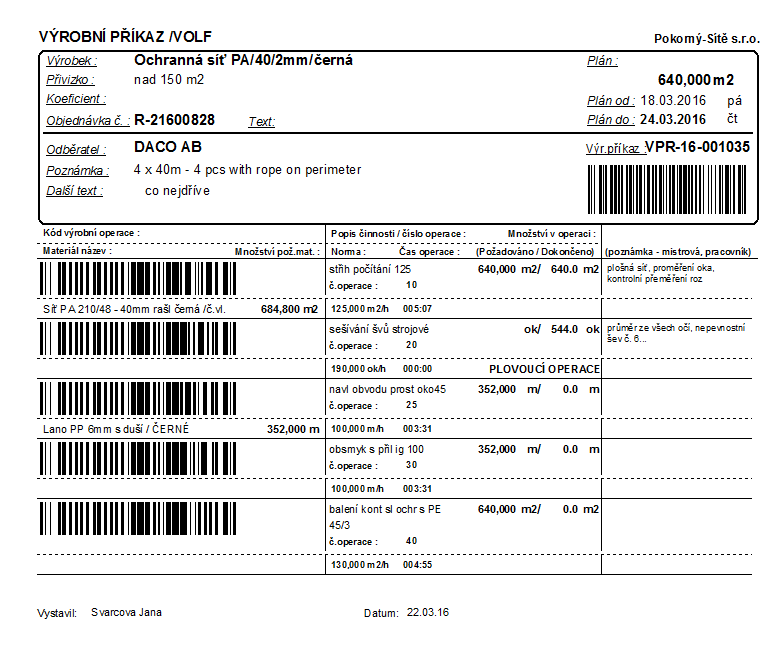 VÝROBNÍ PŘÍKAZ /VOLF
Pokorný-Sítě s.r.o.
Výrobek : Ochranná síť PA/40/2mm/černá Plán :
Přivizko : nad 150 m2 640,000 m2
Koeficient : Plán od : 18.03.2016 pá
Objednávka č. : R-21600828 Text: Plán do : 24.03.2016 čt
Odběratel : DACO AB Výr.příkaz : VPR-16-001035
Poznámka : 4 x 40m - 4 pcs with rope on perimeter
Další text : co nejdříve
Kód výrobní operace : Popis činnosti / číslo operace : Množství v operaci :
Materiál název : Množství pož.mat. : Norma : Čas operace : (Požadováno / Dokončeno) (poznámka - mistrová, pracovník)
střih počítání 125 640,000 m2/ 640.0 m2 plošná síť, proměření oka,
kontrolní přeměření roz
č.operace : 10
Síť PA 210/48 - 40mm rašl černá /č.vl. 684,800 m2 125,000 m2/h 005:07
sešívání švů strojové ok/ 544.0 ok průměr ze všech očí, nepevnostní
šev č. 6...
č.operace : 20
190,000 ok/h 000:00 PLOVOUCÍ OPERACE
navl obvodu prost oko45 352,000 m/ 0.0 m
č.operace : 25
Lano PP 6mm s duší / ČERNÉ 352,000 m 100,000 m/h 003:31
obsmyk s příl ig 100 352,000 m/ 0.0 m
č.operace : 30
100,000 m/h 003:31
balení kont sl ochr s PE 640,000 m2/ 0.0 m2
45/3
č.operace : 40
130,000 m2/h 004:55
Vystavil: Svarcova Jana Datum: 22.03.16